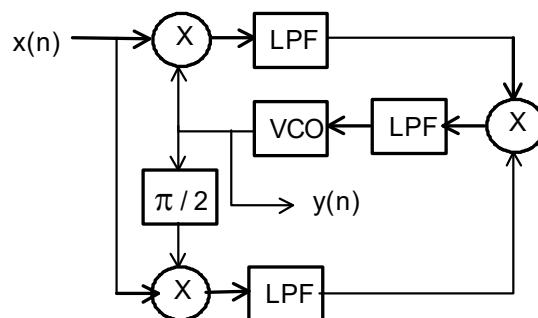 x(n)
X
LPF
X
VCO
LPF
π / 2
y(n)
X
LPF